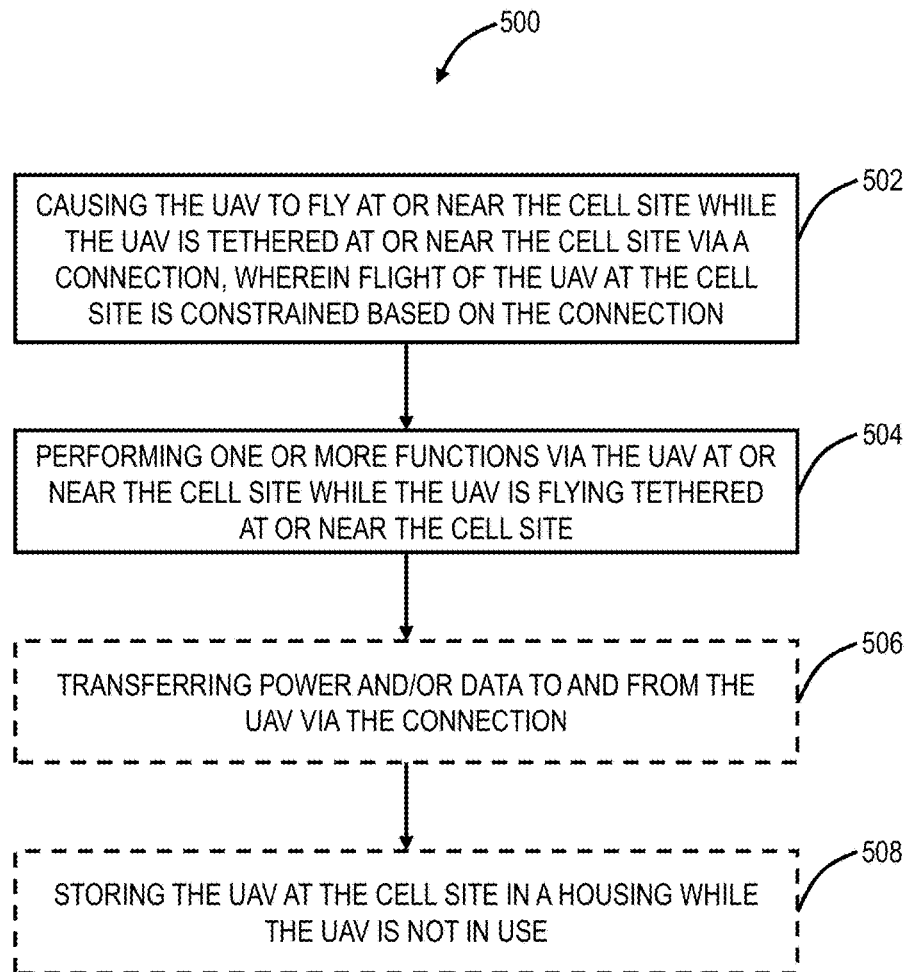 500
CAUSING THE UAV TO FLY AT OR NEAR THE CELL SITE WHILE
THE UAV IS TETHERED AT OR NEAR THE CELL SITE VIA A
CONNECTION, WHEREIN FLIGHT OF THE UAV AT THE CELL
SITE IS CONSTRAINED BASED ON THE CONNECTION
502
PERFORMING ONE OR MORE FUNCTIONS VIA THE UAV AT OR
NEAR THE CELL SITE WHILE THE UAV IS FLYING TETHERED
AT OR NEAR THE CELL SITE
504
TRANSFERRING POWER AND/OR DATA TO AND FROM THE
UAV VIA THE CONNECTION
506
STORING THE UAV AT THE CELL SITE IN A HOUSING WHILE
THE UAV IS NOT IN USE
508